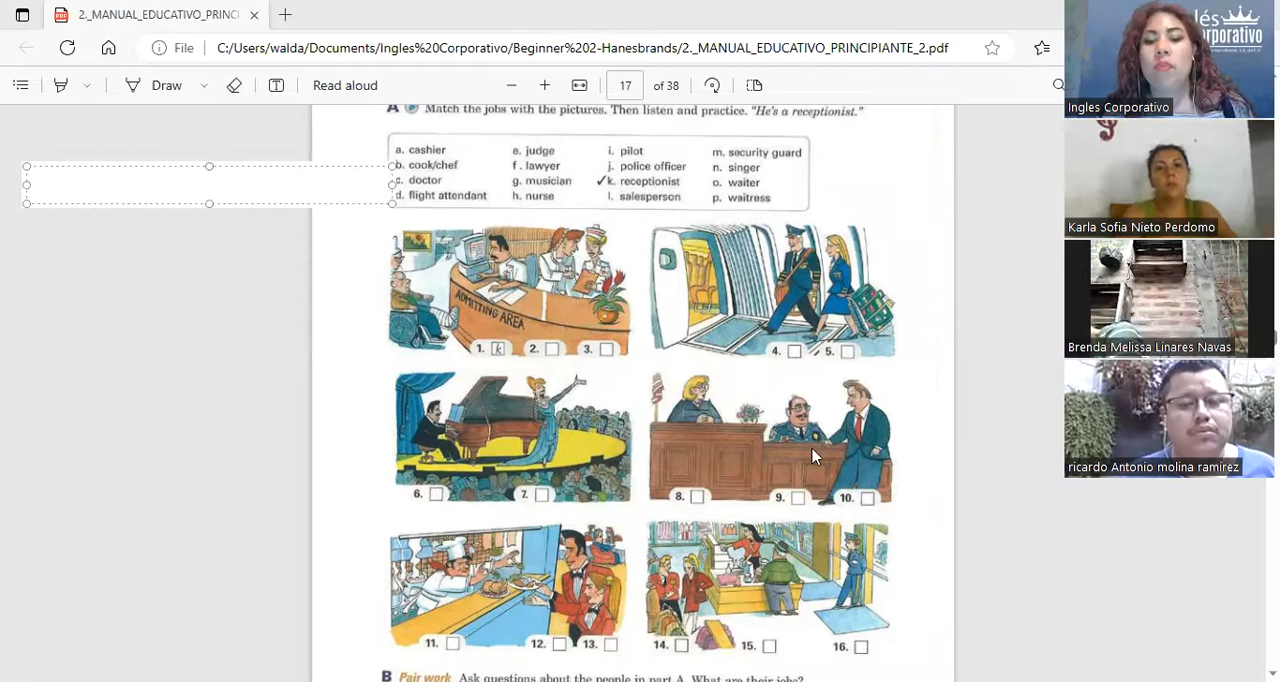 2._MANUAL_EDUCATIVO_PRINCI
File C:/Users/walda/Documents/Ingles%20Corporativo/Beginner%202-Hanesbrands/2._MANUAL_EDUCATIVO_PRINCIPIANTE_2.pdf
Draw Read aloud 17 of 38
A Match the jobs with the pictures. Then listen and practice. "He's a receptionist."
a. cashier e. judge i. pilot m. security guard
b. cook/chef f. lawyer j. police officer n. singer
c. doctor g. musician ✓k. receptionist o. waiter
d. flight attendant h. nurse l. salesperson p. waitress
ADMITTING AREA
1. k 2. 3. 4. 5.
6. 7. 8. 9. 10.
11. 12. 13. 14. 15. 16.
B Pair work Ask questions about the people in part A. What are their jobs?
lés
rporativo
Ingles Corporativo
Karla Sofia Nieto Perdomo
Brenda Melissa Linares Navas
ricardo Antonio molina ramirez